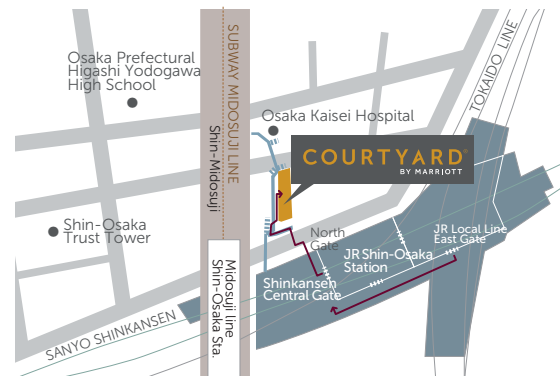 Osaka Prefectural
Higashi Yodogawa
High School
SUBWAY MIDOSUJI LINE
Shin-Midosuji
TOKAIDO LINE
Osaka Kaisei Hospital
COURTYARD®
BY MARRIOTT
Shin-Osaka
Trust Tower
North
Gate
JR Local Line
East Gate
JR Shin-Osaka
Station
Midosuji line
Shin-Osaka Sta.
Shinkansen
Central Gate
SANYO SHINKANSEN